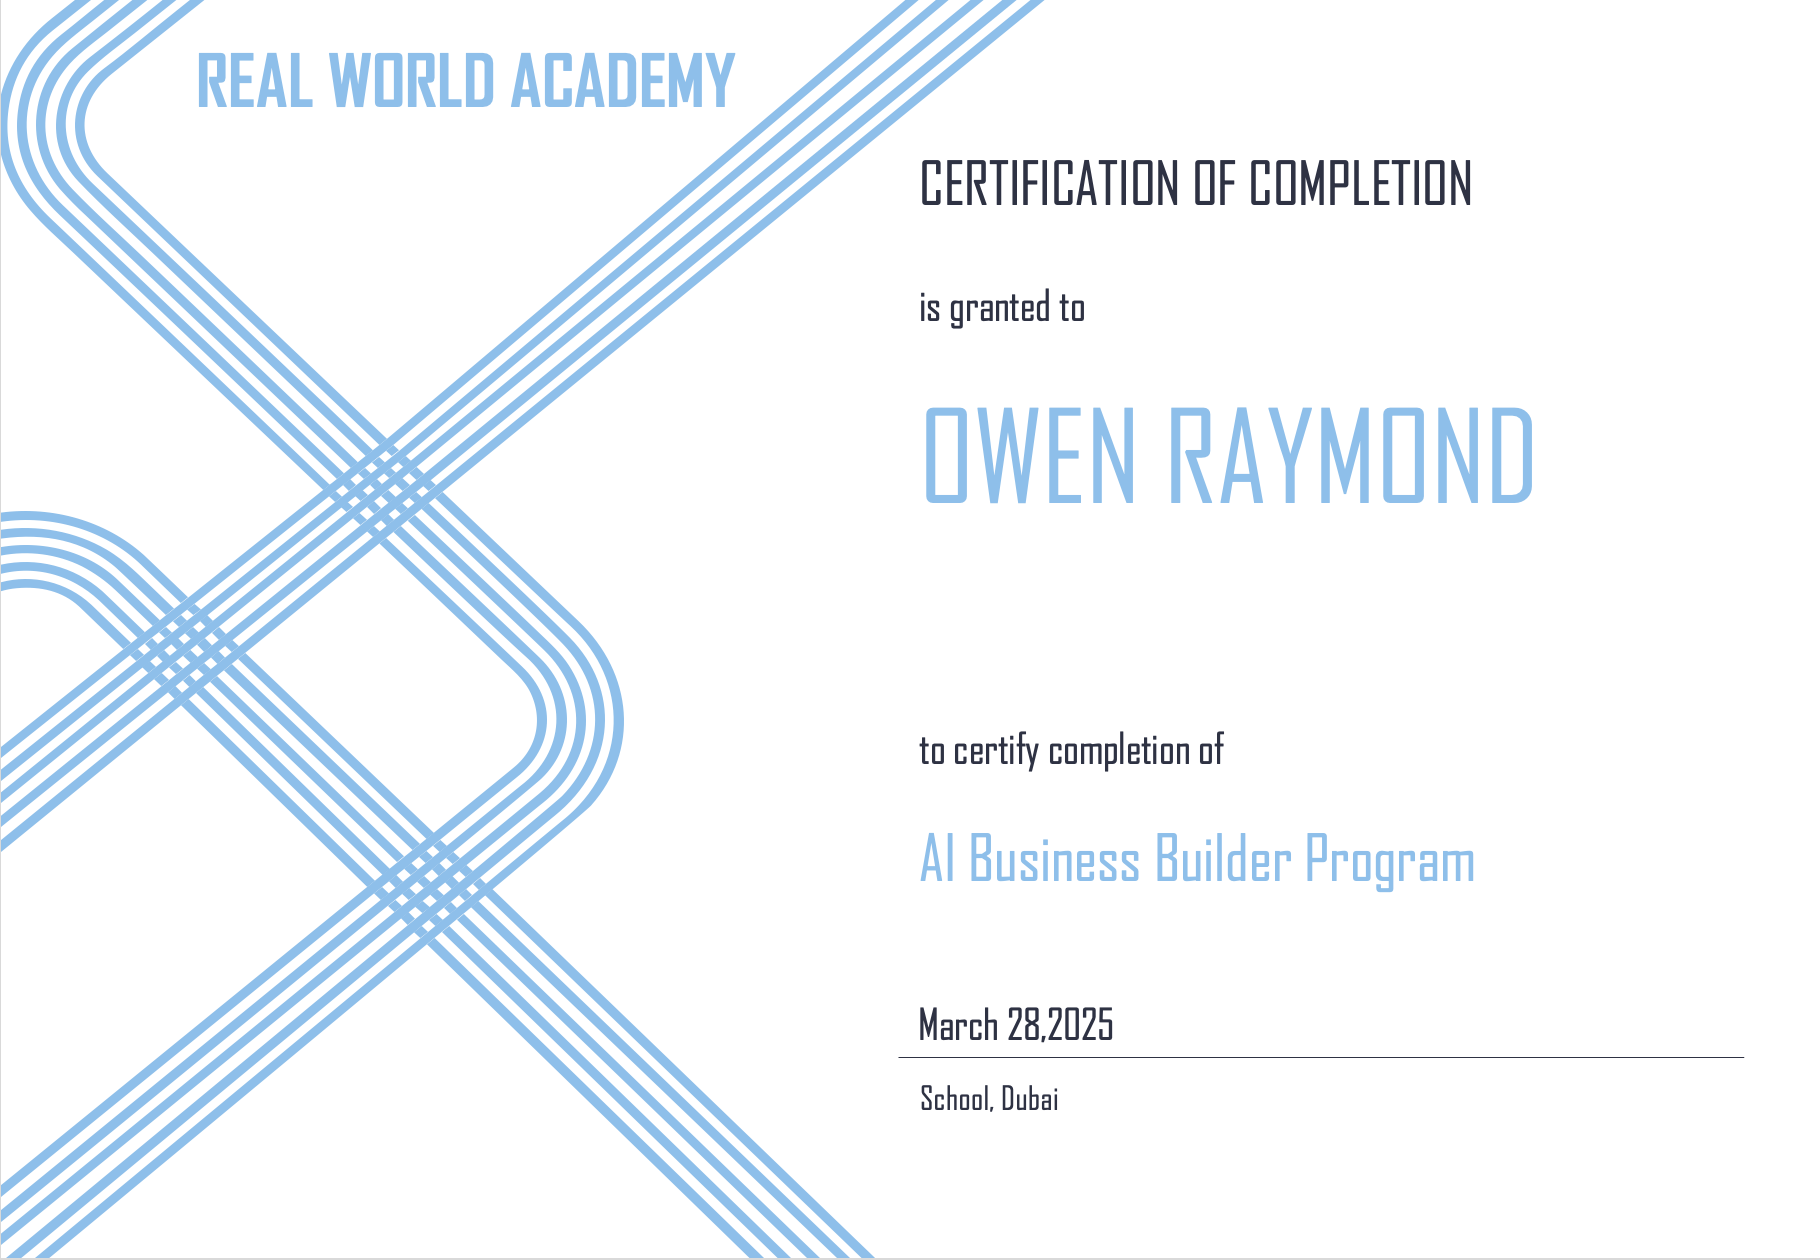 REAL WORLD ACADEMY
CERTIFICATION OF COMPLETION
is granted to
OWEN RAYMOND
to certify completion of
AI Business Builder Program
March 28,2025
School, Dubai